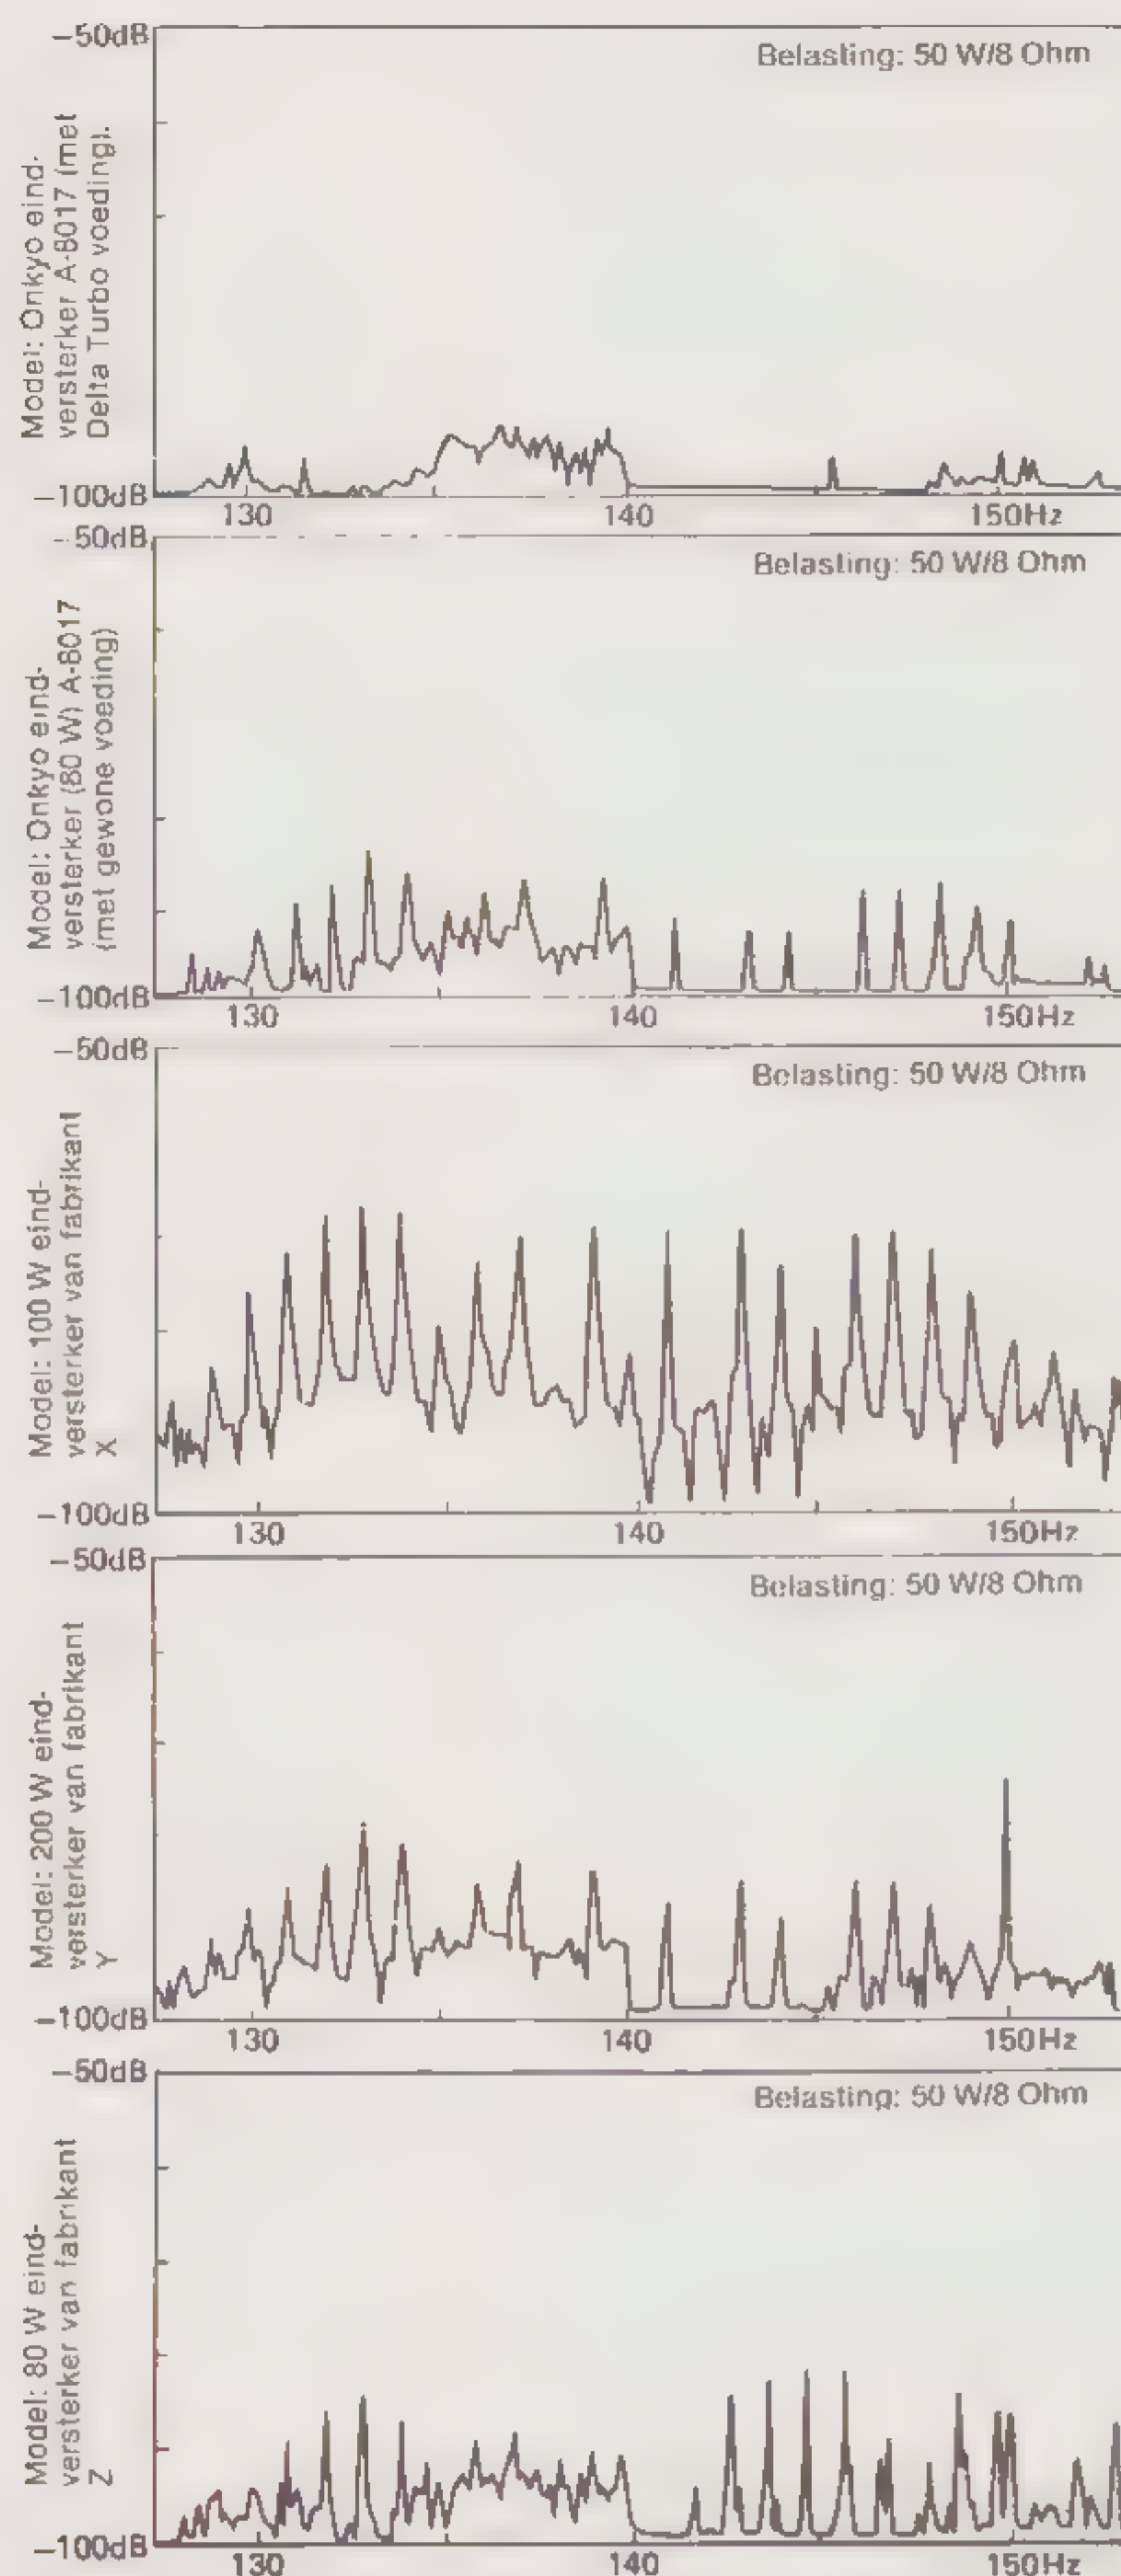 −50dB
Belasting: 50 W/8 Ohm
Model: Onkyo eind-
versterker A-8017 (met
Delta Turbo voeding).
−100dB
130
140
150Hz
−50dB
Belasting: 50 W/8 Ohm
Model: Onkyo eind-
versterker (80 W) A-8017
(met gewone voeding)
−100dB
130
140
150Hz
−50dB
Belasting: 50 W/8 Ohm
Model: 100 W eind-
versterker van fabrikant
X
−100dB
130
140
150Hz
−50dB
Belasting: 50 W/8 Ohm
Model: 200 W eind-
versterker van fabrikant
Y
−100dB
130
140
150Hz
−50dB
Belasting: 50 W/8 Ohm
Model: 80 W eind-
versterker van fabrikant
Z
−100dB
130
140
150Hz